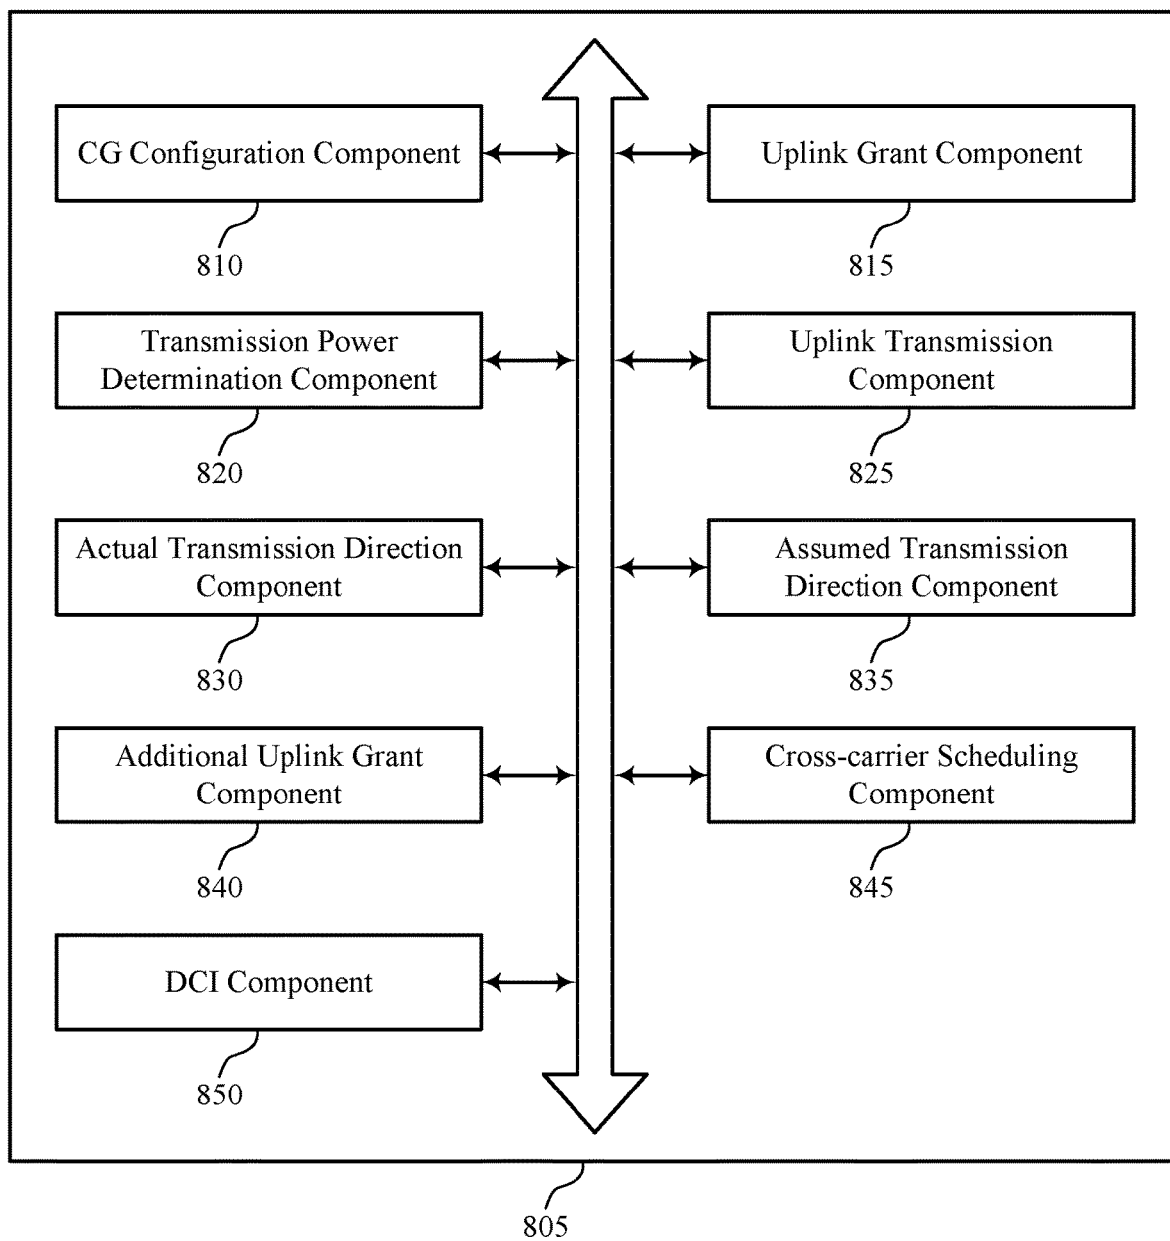 CG Configuration Component
810
Uplink Grant Component
815
Transmission Power
Determination Component
820
Uplink Transmission
Component
825
Actual Transmission Direction
Component
830
Assumed Transmission
Direction Component
835
Additional Uplink Grant
Component
840
Cross-carrier Scheduling
Component
845
DCI Component
850
805